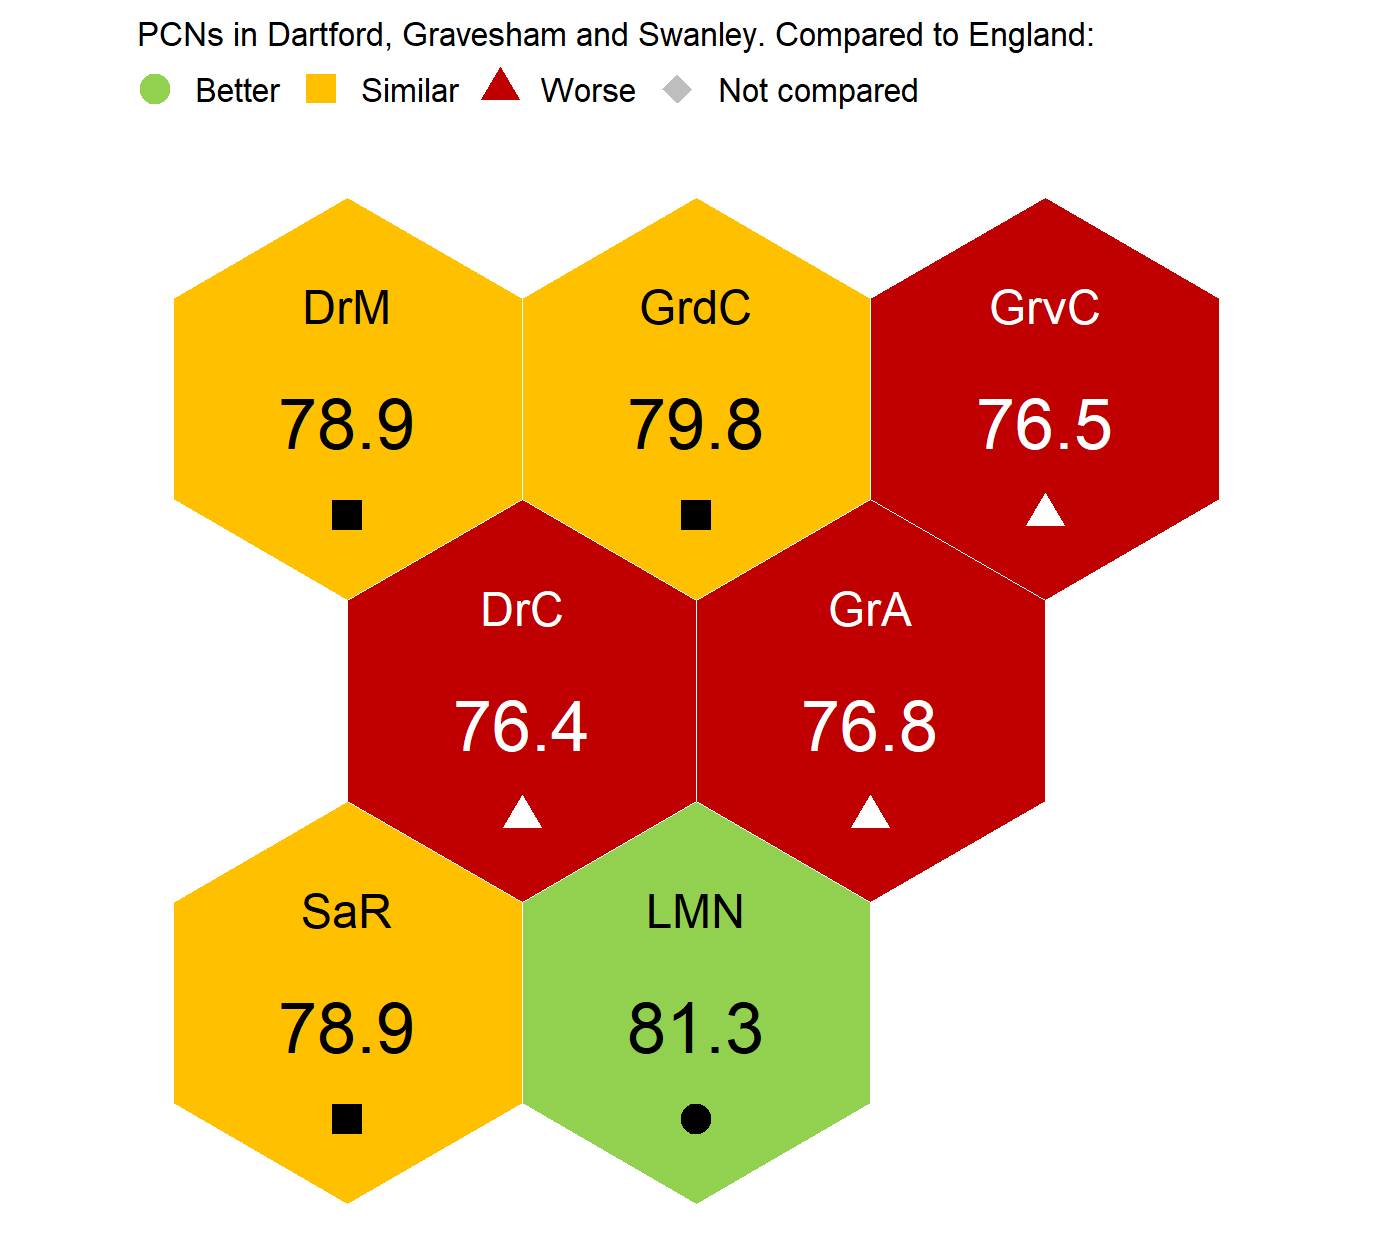 PCNs in Dartford, Gravesham and Swanley. Compared to England:
Better Similar Worse Not compared
DrM GrdC GrvC
78.9 79.8 76.5
DrC GrA
76.4 76.8
SaR LMN
78.9 81.3